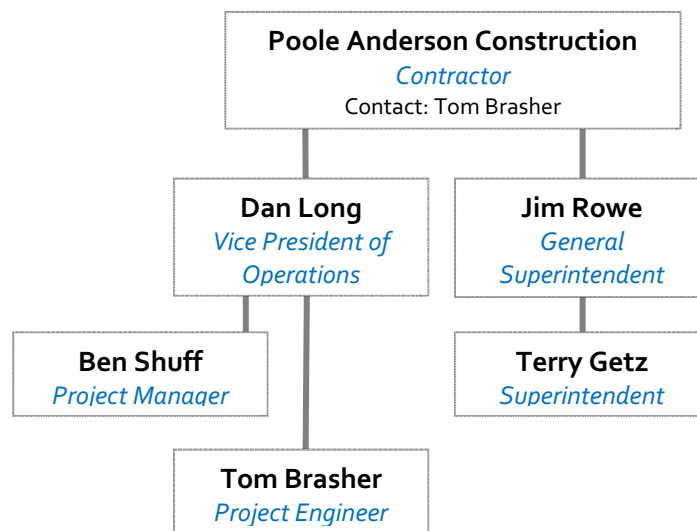 Poole Anderson Construction
Contractor
Contact: Tom Brasher
Dan Long
Vice President of
Operations
Jim Rowe
General
Superintendent
Ben Shuff
Project Manager
Terry Getz
Superintendent
Tom Brasher
Project Engineer